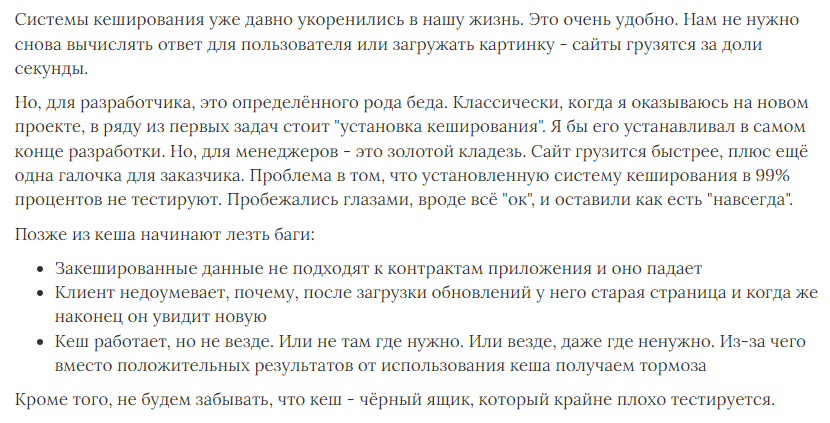 Системы кеширования уже давно укоренились в нашу жизнь. Это очень удобно. Нам не нужно
снова вычислять ответ для пользователя или загружать картинку - сайты грузятся за доли
секунды.
Но, для разработчика, это определённого рода беда. Классически, когда я оказываюсь на новом
проекте, в ряду из первых задач стоит "установка кеширования". Я бы его устанавливал в самом
конце разработки. Но, для менеджеров - это золотой кладезь. Сайт грузится быстрее, плюс ещё
одна галочка для заказчика. Проблема в том, что установленную систему кеширования в 99%
процентов не тестируют. Пробежались глазами, вроде всё "ок", и оставили как есть "навсегда".
Позже из кеша начинают лезть баги:
• Закешированные данные не подходят к контрактам приложения и оно падает
• Клиент недоумевает, почему, после загрузки обновлений у него старая страница и когда же
наконец он увидит новую
• Кеш работает, но не везде. Или не там где нужно. Или везде, даже где ненужно. Из-за чего
вместо положительных результатов от использования кеша получаем тормоза
Кроме того, не будем забывать, что кеш - чёрный ящик, который крайне плохо тестируется.